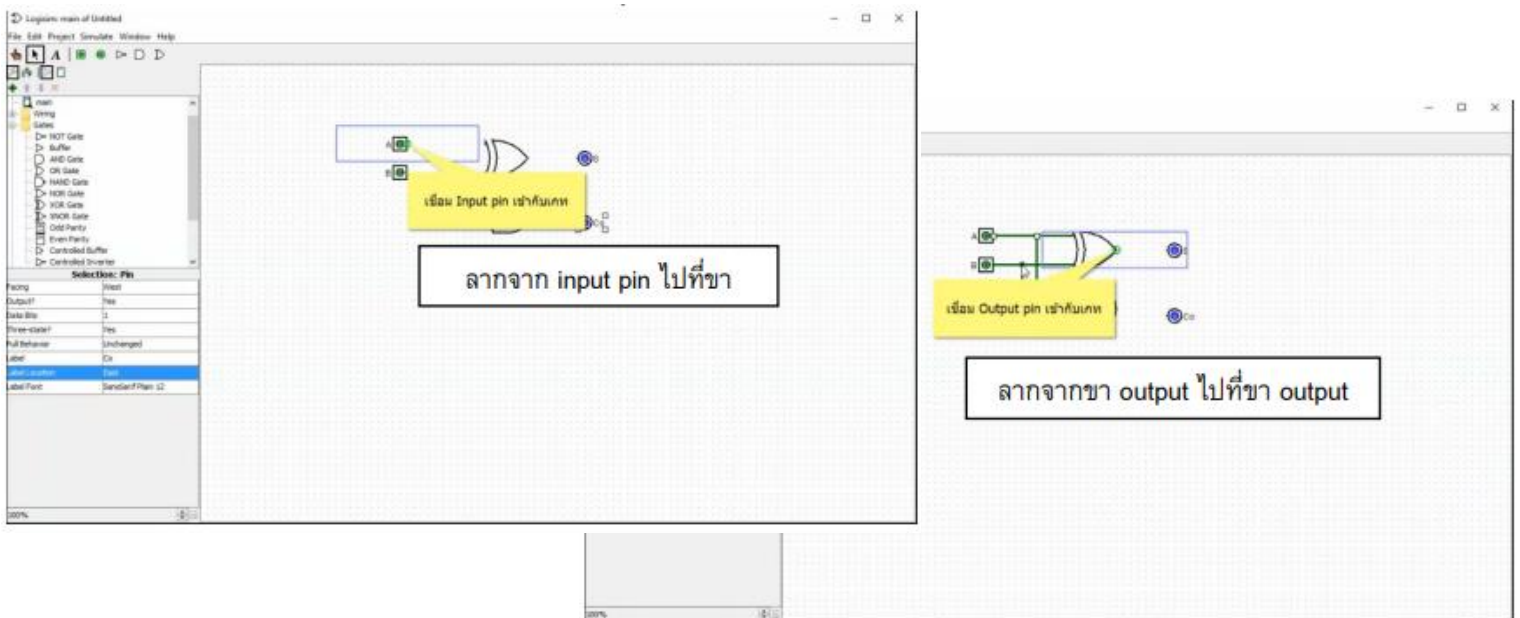 Logisim: main of Untitled
File Edit Project Simulate Window Help
A
main
Wiring
Gates
NOT Gate
Buffer
AND Gate
OR Gate
NAND Gate
NOR Gate
XOR Gate
XNOR Gate
Odd Parity
Even Parity
Controlled Buffer
Controlled Inverter
Selection: Pin
Facing West
Output? Yes
Data Bits 1
Three-state? Yes
Pull Behavior Unchanged
Label Co
Label Location East
Label Font SansSerif Plain 12
100%
A
B
Co
เชื่อม Input pin เข้ากับเกท
ลากจาก input pin ไปที่ขา
A
B
Co
เชื่อม Output pin เข้ากับเกท
ลากจากขา output ไปที่ขา output
100%